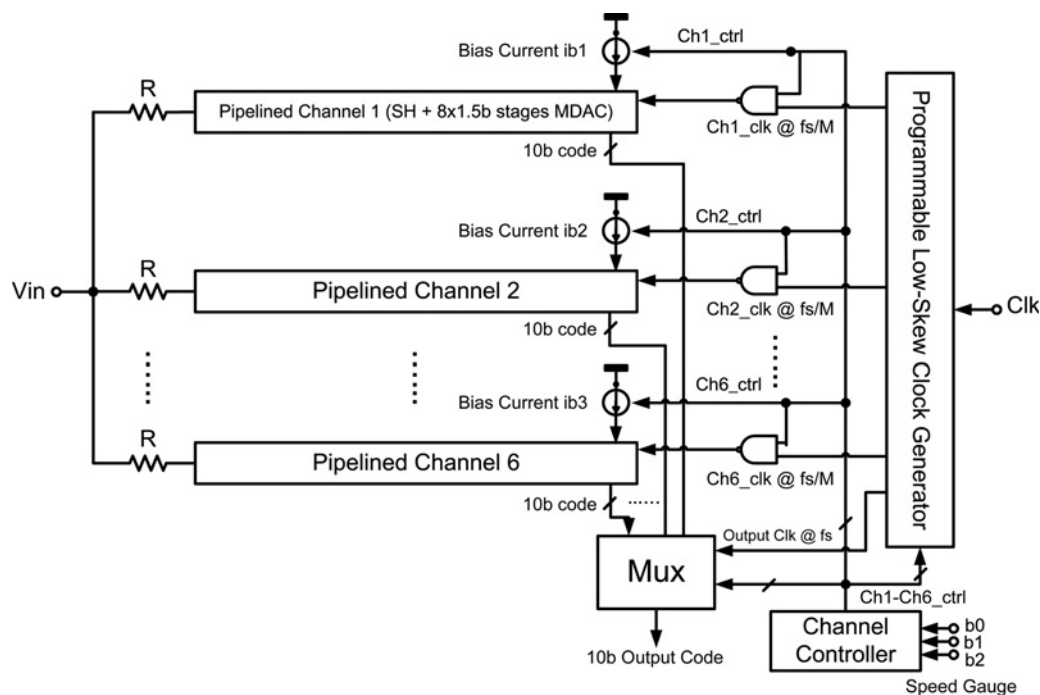 Ch1_ctrl
Bias Current ib1
R
Pipelined Channel 1 (SH + 8x1.5b stages MDAC)
Ch1_clk @ fs/M
10b code
Ch2_ctrl
Bias Current ib2
Vin
R
Pipelined Channel 2
Ch2_clk @ fs/M
10b code
Programmable Low-Skew Clock Generator
Clk
Ch6_ctrl
Bias Current ib3
R
Pipelined Channel 6
Ch6_clk @ fs/M
10b code
Output Clk @ fs
Mux
Ch1-Ch6_ctrl
Channel
Controller
b0
b1
b2
10b Output Code
Speed Gauge